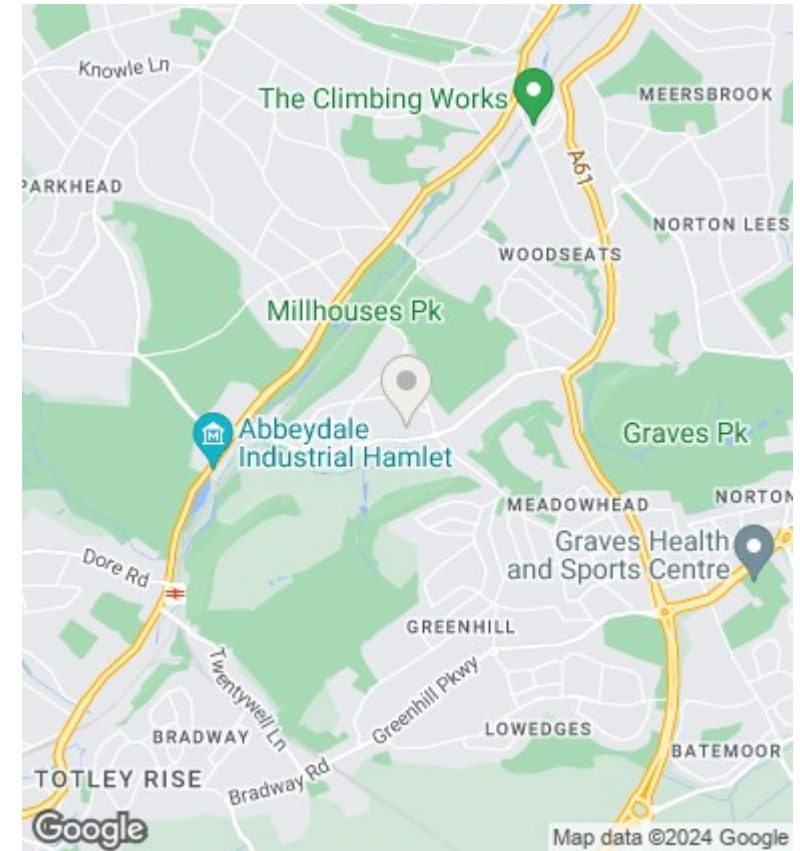 Knowle Ln
The Climbing Works
MEERSBROOK
A61
PARKHEAD
NORTON LEES
WOODSEATS
Millhouses Pk
Abbeydale
Industrial Hamlet
Graves Pk
MEADOWHEAD
NORTON
Graves Health
and Sports Centre
Dore Rd
GREENHILL
Twentywell Ln
Greenhill Pkwy
BRADWAY
LOWEDGES
BATEMOOR
TOTLEY RISE
Bradway Rd
Google
Map data ©2024 Google